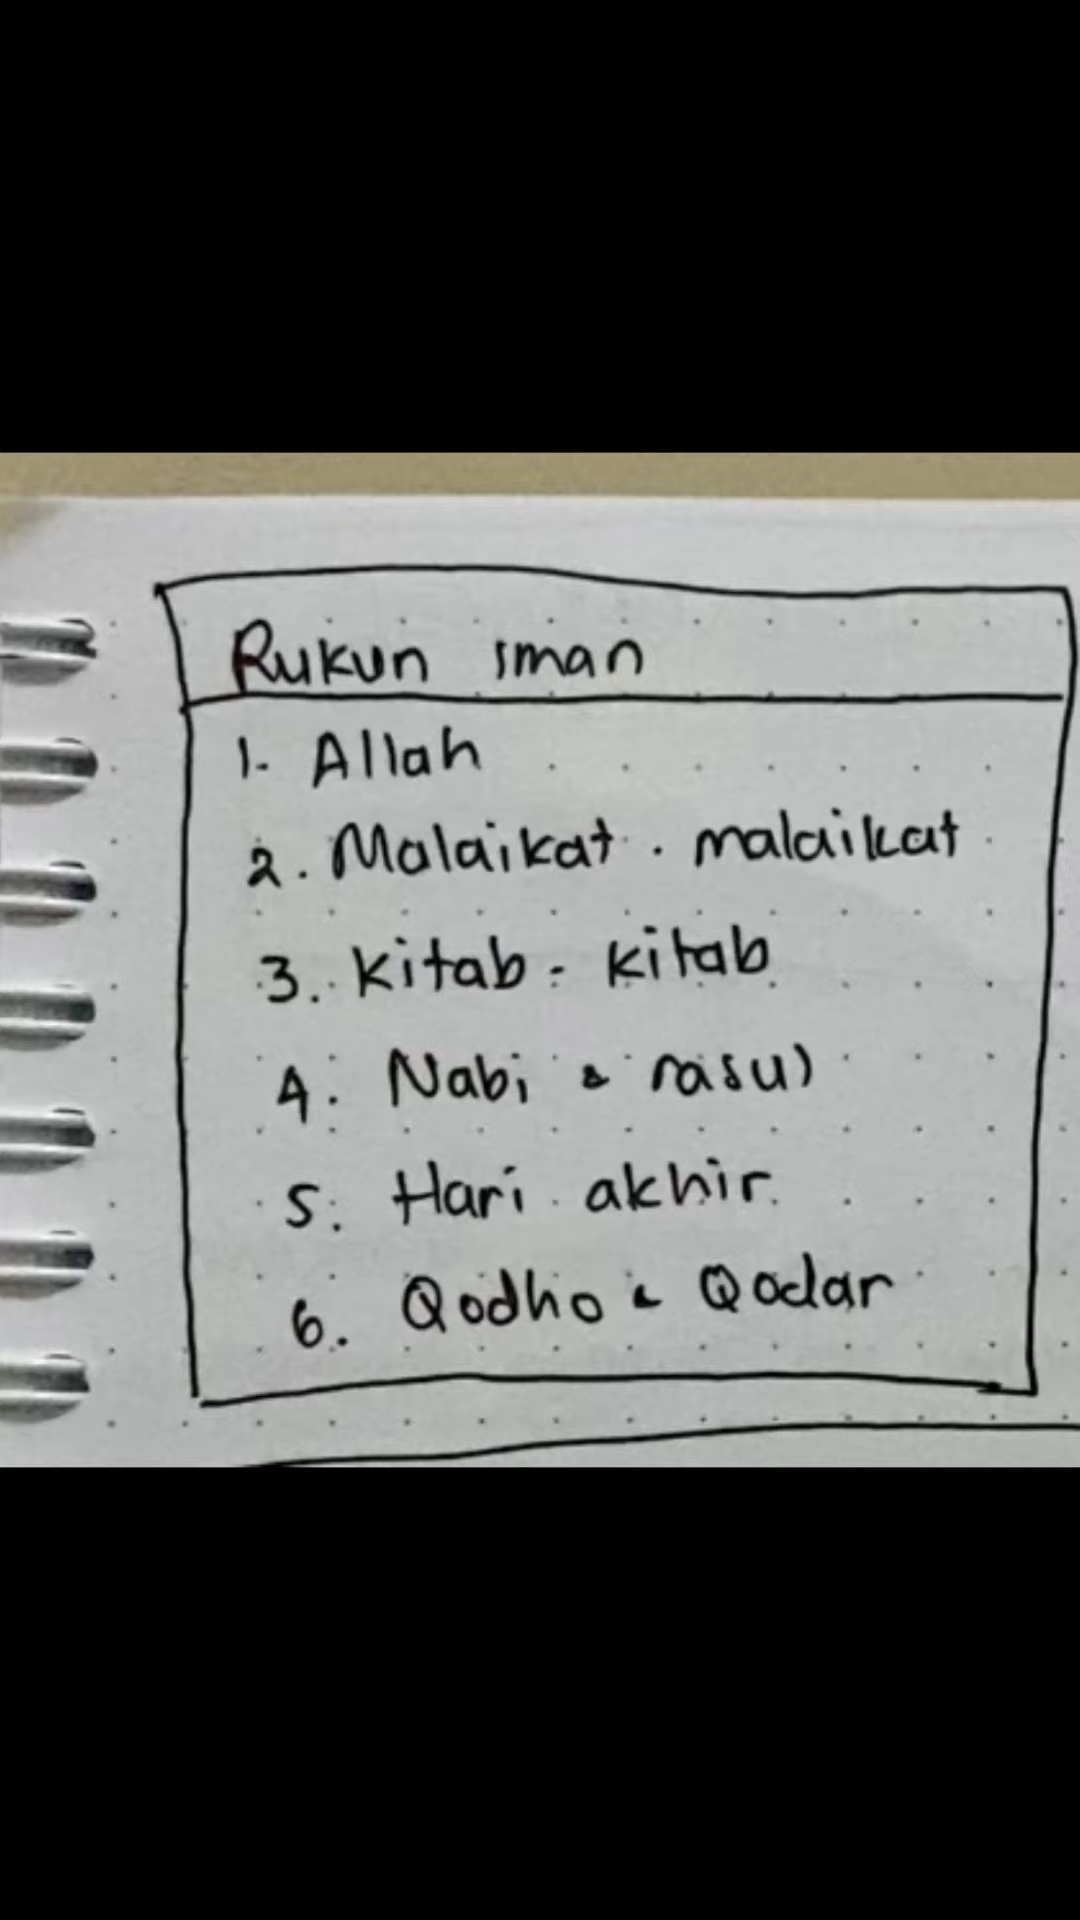 Rukun iman
1. Allah
2. Malaikat - malaikat
3. Kitab - kitab
4. Nabi & rasul
5. Hari akhir
6. Qodho & Qodar